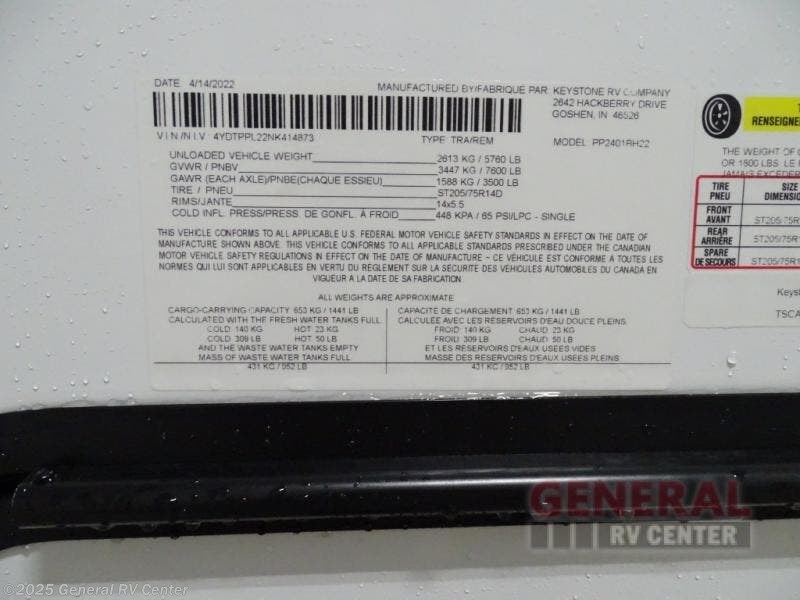 DATE 4/14/2022
MANUFACTURED BY/FABRIQUE PAR KEYSTONE RV COMPANY
2642 HACKBERRY DRIVE
GOSHEN, IN 46526
VIN/NIV 4YDTPPL22NK414873 TYPE TRA/REM MODEL PP2401RH22
UNLOADED VEHICLE WEIGHT 2613 KG / 5760 LB
GVWR / PNBV 3447 KG / 7600 LB
GAWR (EACH AXLE)/PNBE(CHAQUE ESSIEU) 1588 KG / 3500 LB
TIRE / PNEU ST205/75R14D
RIMS/JANTE 14x5.5
COLD INFL. PRESS/PRESS. DE GONFL. À FROID 448 KPA / 65 PSI/LPC - SINGLE
THIS VEHICLE CONFORMS TO ALL APPLICABLE U.S. FEDERAL MOTOR VEHICLE SAFETY STANDARDS IN EFFECT ON THE DATE OF
MANUFACTURE SHOWN ABOVE. THIS VEHICLE CONFORMS TO ALL APPLICABLE STANDARDS PRESCRIBED UNDER THE CANADIAN
MOTOR VEHICLE SAFETY REGULATIONS IN EFFECT ON THE DATE OF MANUFACTURE - CE VÉHICULE EST CONFORME À TOUTES LES
NORMES QUI LUI SONT APPLICABLES EN VERTU DU RÈGLEMENT SUR LA SÉCURITÉ DES VÉHICULES AUTOMOBILES DU CANADA EN
VIGUEUR À LA DATE DE SA FABRICATION
ALL WEIGHTS ARE APPROXIMATE
CARGO-CARRYING CAPACITY 653 KG / 1441 LB
CALCULATED WITH THE FRESH WATER TANKS FULL
COLD 140 KG HOT 23 KG
COLD 309 LB HOT 50 LB
AND THE WASTE WATER TANKS EMPTY
MASS OF WASTE WATER TANKS FULL
431 KG / 952 LB
CAPACITÉ DE CHARGEMENT 653 KG / 1441 LB
CALCULÉE AVEC LES RÉSERVOIRS D'EAU DOUCE PLEINS
FROID 140 KG CHAUD 23 KG
FROID 309 LB CHAUD 50 LB
ET LES RÉSERVOIRS D'EAUX USÉES VIDES
MASSE DES RÉSERVOIRS D'EAUX USÉES PLEINS
431 KG / 952 LB
RENSEIGNE
THE WEIGHT OF
OR 1800 LBS. LE
JAMAIS EXCEDER
TIRE SIZE
PNEU DIMENSIO
FRONT
AVANT ST205/75R
REAR
ARRIÈRE ST205/75R
SPARE
DE SECOURS ST205/75R
Keyst
TSCA
GENERAL
RV CENTER
© 2025 General RV Center